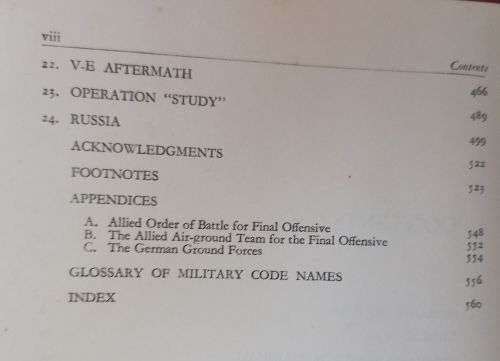 viii
Contents
22. V-E AFTERMATH 466
23. OPERATION "STUDY" 489
24. RUSSIA 499
ACKNOWLEDGMENTS 522
FOOTNOTES 523
APPENDICES
A. Allied Order of Battle for Final Offensive 548
B. The Allied Air-ground Team for the Final Offensive 552
C. The German Ground Forces 554
GLOSSARY OF MILITARY CODE NAMES 556
INDEX 560